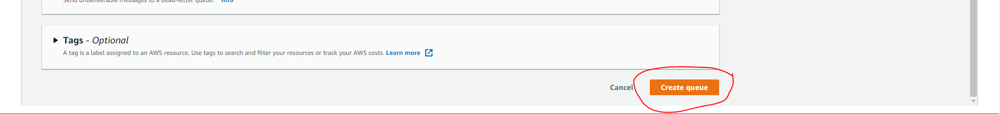 Send undeliverable messages to a dead-letter queue. Info
Tags - Optional
A tag is a label assigned to an AWS resource. Use tags to search and filter your resources or track your AWS costs. Learn more
Cancel
Create queue